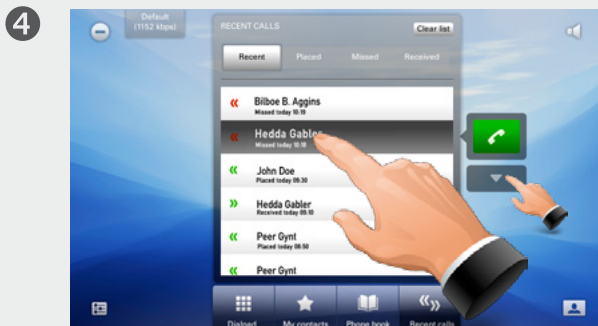 4
Default
(1152 kbps)
RECENT CALLS
Clear list
Recent Placed Missed Received
Bilboe B. Aggins
Missed today 10:19
Hedda Gabler
Missed today 10:18
John Doe
Placed today 09:30
Hedda Gabler
Received today 09:10
Peer Gynt
Placed today 08:50
Peer Gynt
Dialpad My contacts Phone book Recent calls